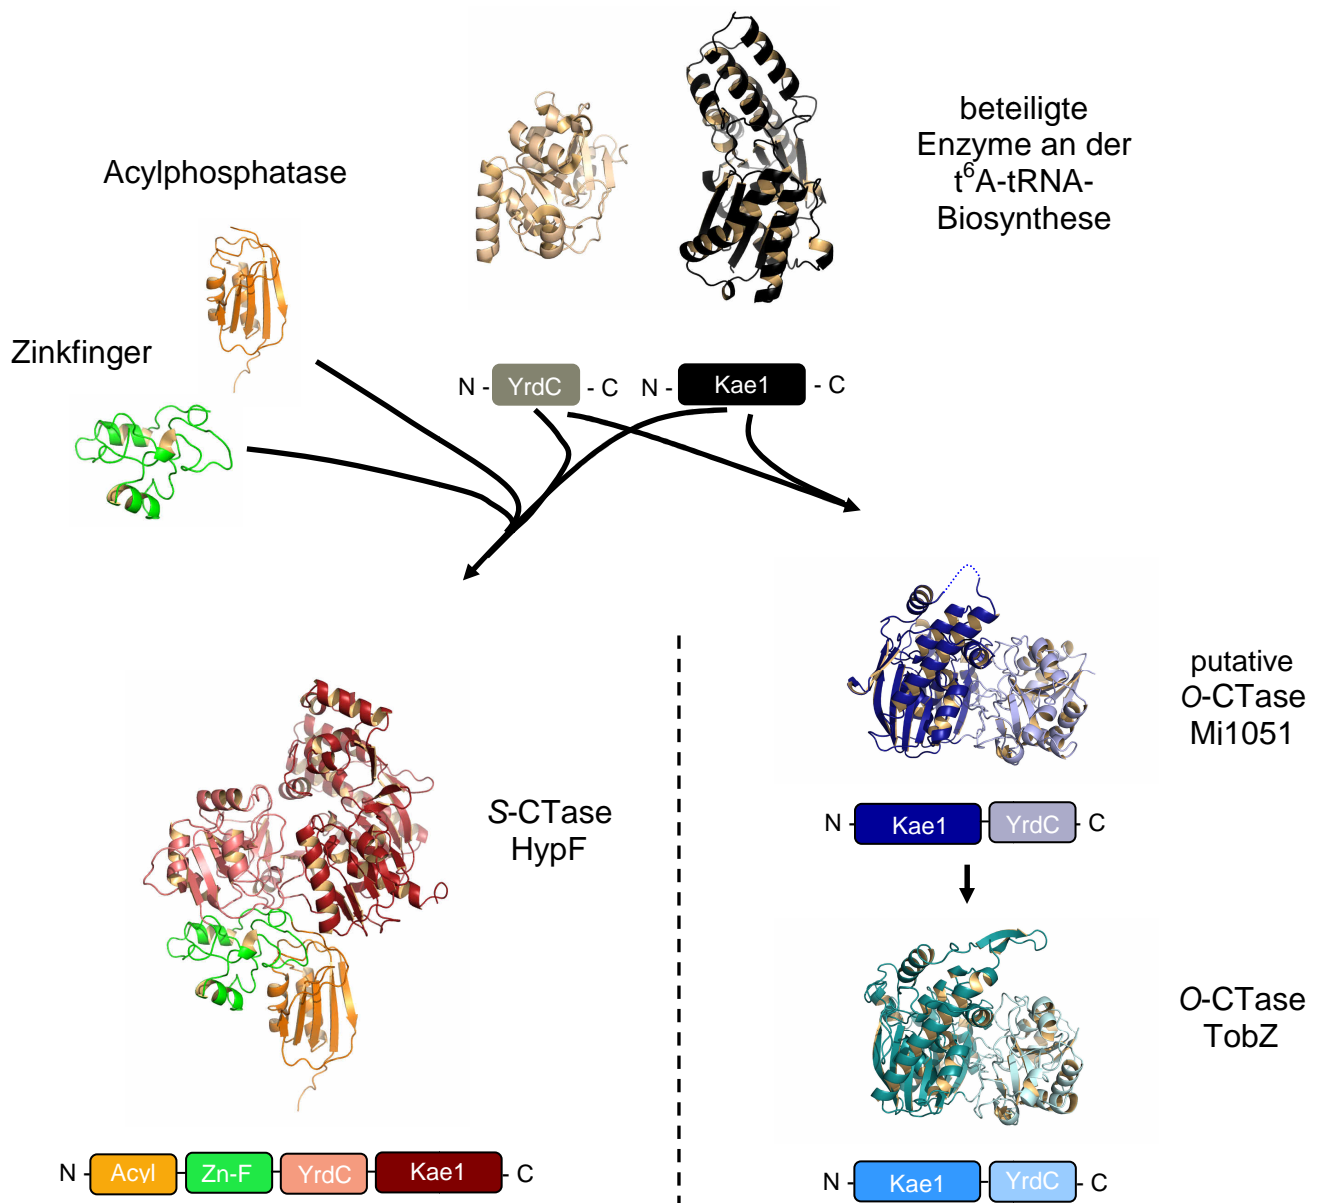 beteiligte
Enzyme an der
t⁶A-tRNA-
Biosynthese
Acylphosphatase
Zinkfinger
N - YrdC - C N - Kae1 - C
putative
O-CTase
Mj1051
N - Kae1 YrdC - C
S-CTase
HypF
O-CTase
TobZ
N - Acyl Zn-F YrdC Kae1 - C
N - Kae1 YrdC - C